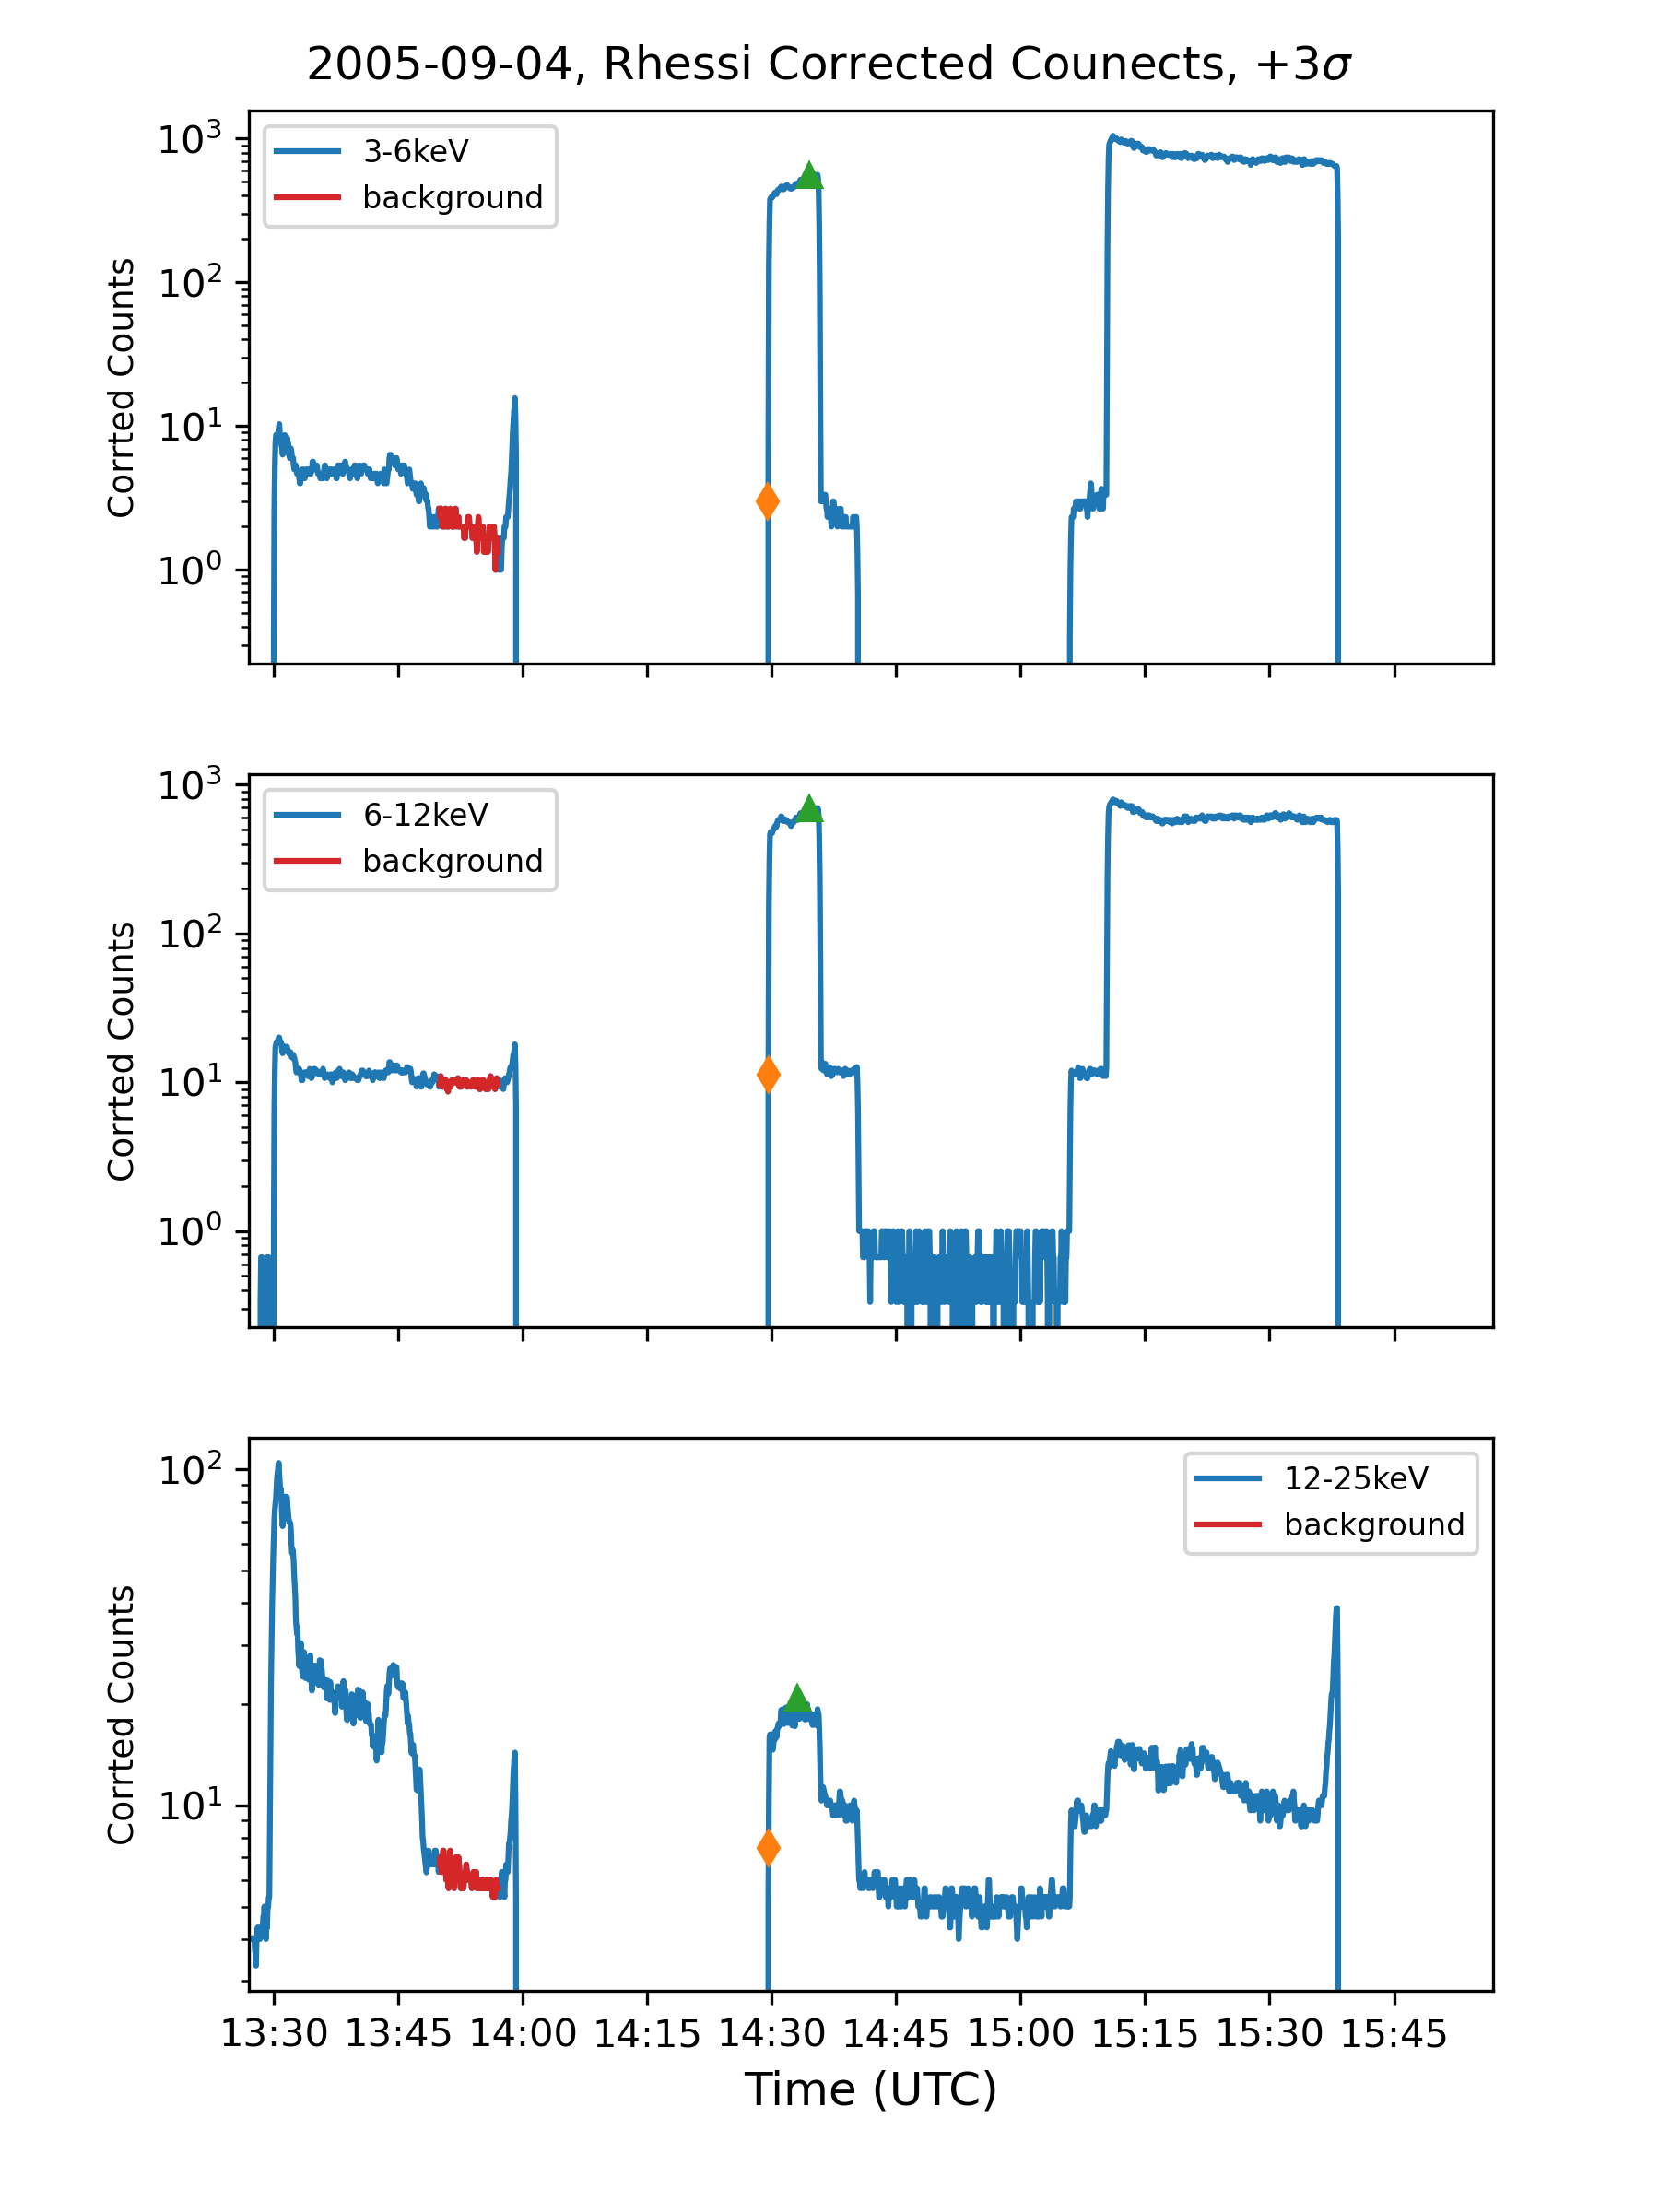 2005-09-04, Rhessi Corrected Counects, +3σ
10³
10²
10¹
10⁰
Corrted Counts
3-6keV
background
10³
10²
10¹
10⁰
Corrted Counts
6-12keV
background
10²
10¹
Corrted Counts
12-25keV
background
13:30 13:45 14:00 14:15 14:30 14:45 15:00 15:15 15:30 15:45
Time (UTC)